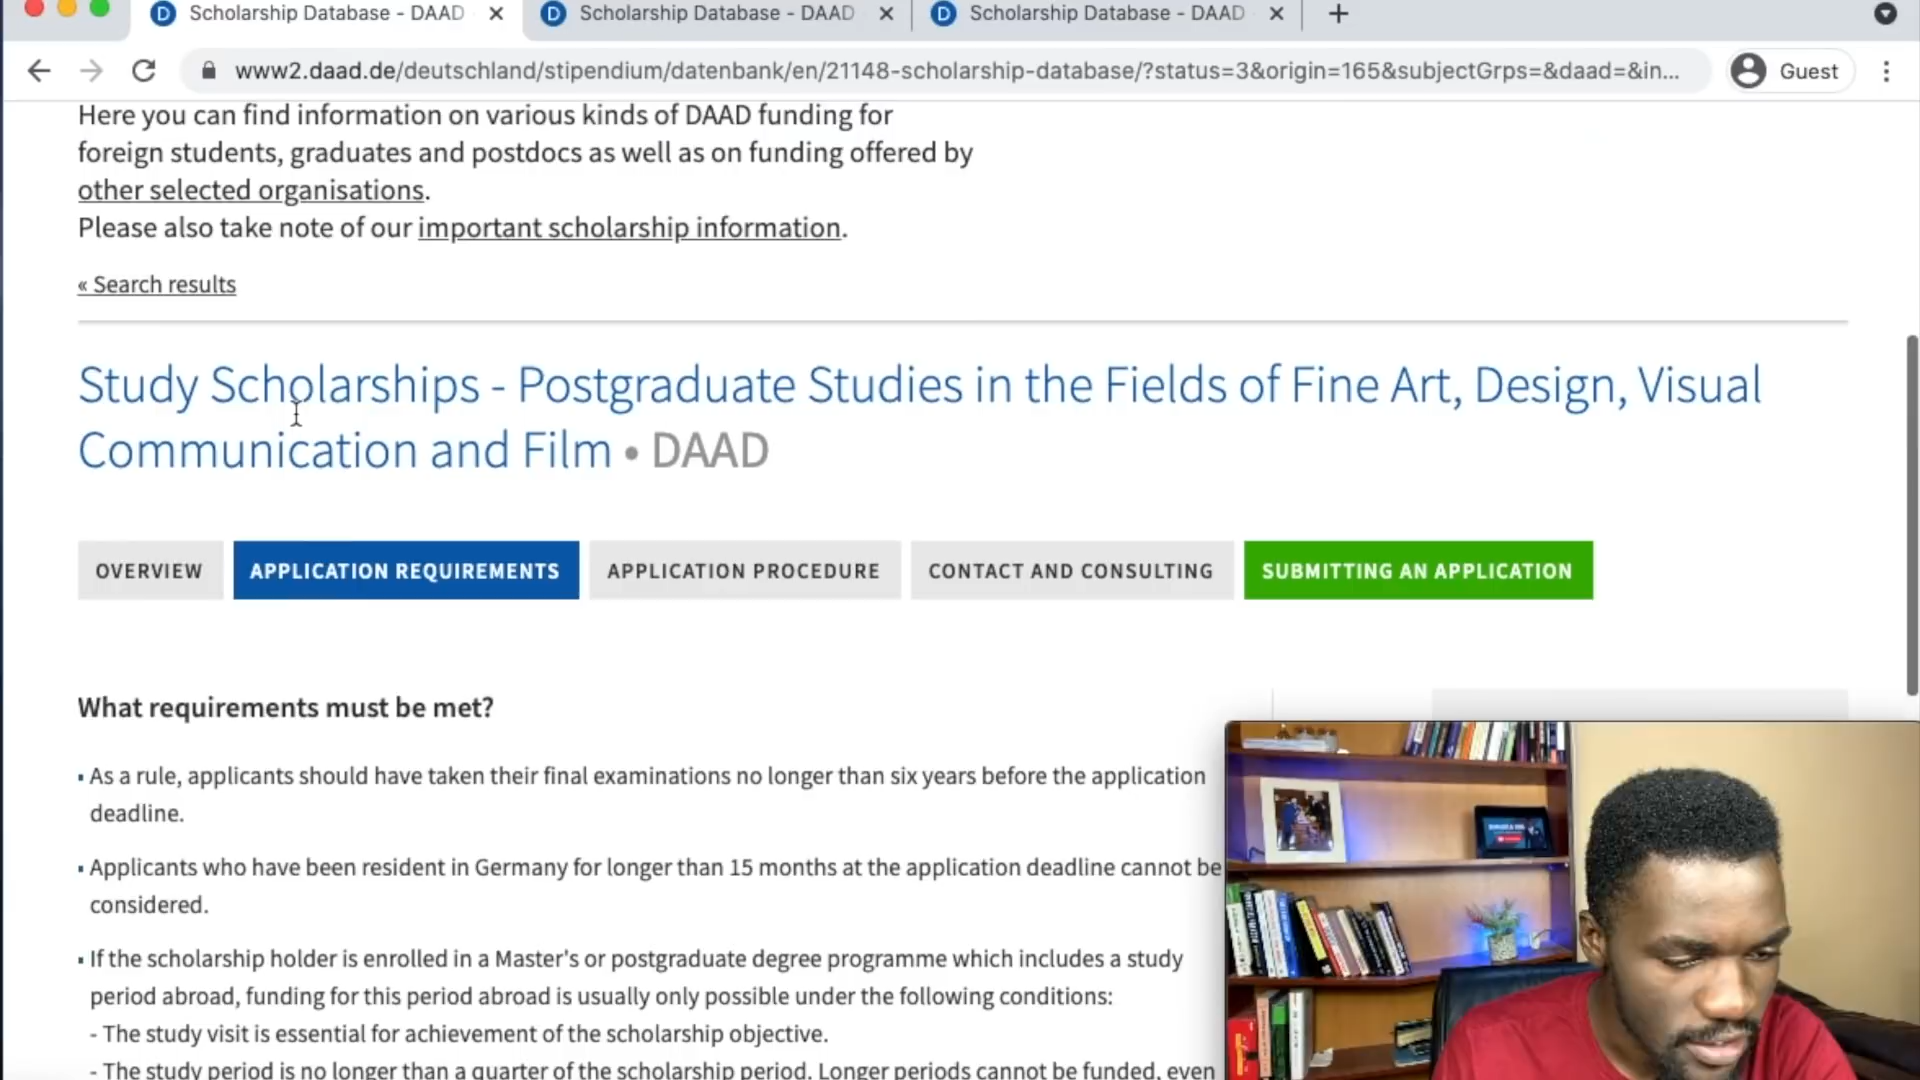 Scholarship Database - DAAD
Scholarship Database - DAAD
Scholarship Database - DAAD
www2.daad.de/deutschland/stipendium/datenbank/en/21148-scholarship-database/?status=3&origin=165&subjectGrps=&daad=&in...
Guest
Here you can find information on various kinds of DAAD funding for
foreign students, graduates and postdocs as well as on funding offered by
other selected organisations.
Please also take note of our important scholarship information.
« Search results
Study Scholarships - Postgraduate Studies in the Fields of Fine Art, Design, Visual
Communication and Film • DAAD
OVERVIEW
APPLICATION REQUIREMENTS
APPLICATION PROCEDURE
CONTACT AND CONSULTING
SUBMITTING AN APPLICATION
What requirements must be met?
▪ As a rule, applicants should have taken their final examinations no longer than six years before the application
deadline.
▪ Applicants who have been resident in Germany for longer than 15 months at the application deadline cannot be
considered.
▪ If the scholarship holder is enrolled in a Master's or postgraduate degree programme which includes a study
period abroad, funding for this period abroad is usually only possible under the following conditions:
- The study visit is essential for achievement of the scholarship objective.
- The study period is no longer than a quarter of the scholarship period. Longer periods cannot be funded, even